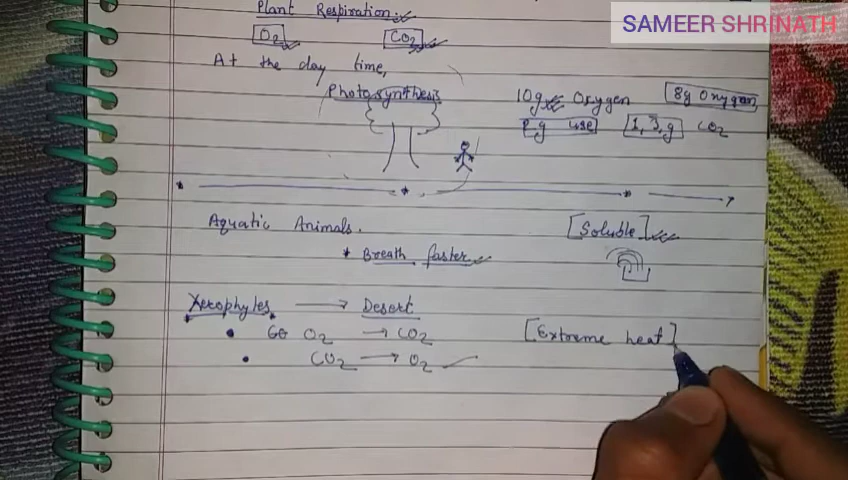 SAMEER SHRINATH
Plant Respiration.
O2 CO2
At the day time,
Photosynthesis
10g Oxygen 8g Oxygen
2g use 1.3g CO2
Aquatic Animals. [Soluble]
* Breath faster
Xerophytes. → Desert
• O2 → CO2 [Extreme heat]
• CO2 → O2